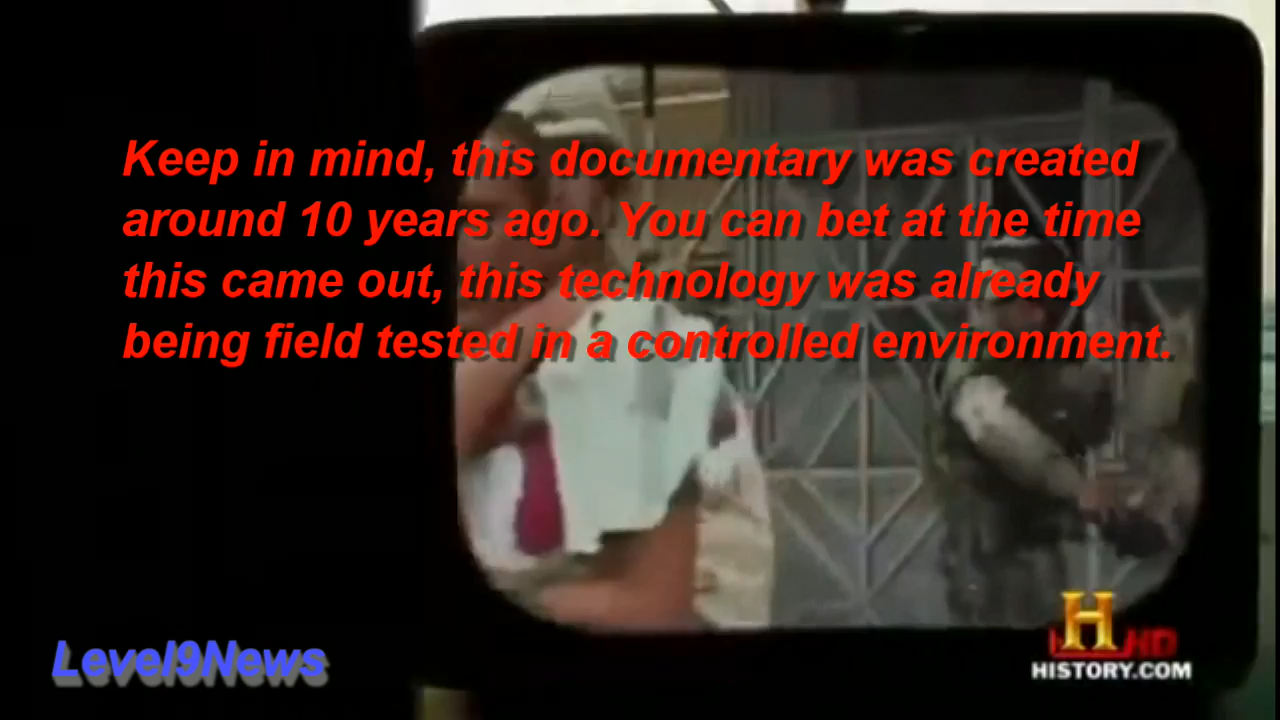 Keep in mind, this documentary was created
around 10 years ago. You can bet at the time
this came out, this technology was already
being field tested in a controlled environment.
Level9News
H HD
HISTORY.COM